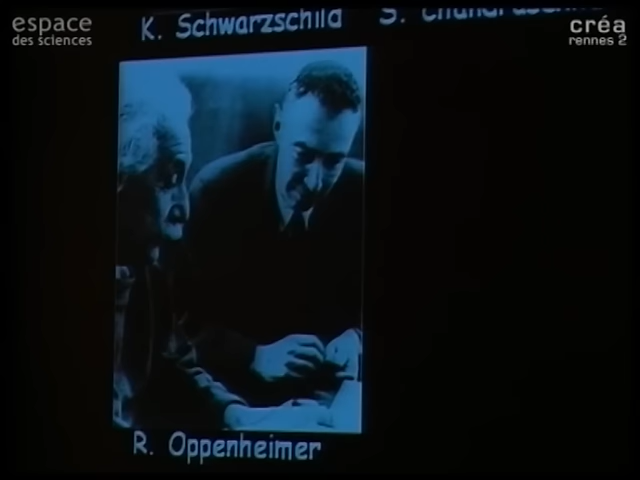 espace
des sciences
créa
rennes 2
K. Schwarzschild
S.
R. Oppenheimer